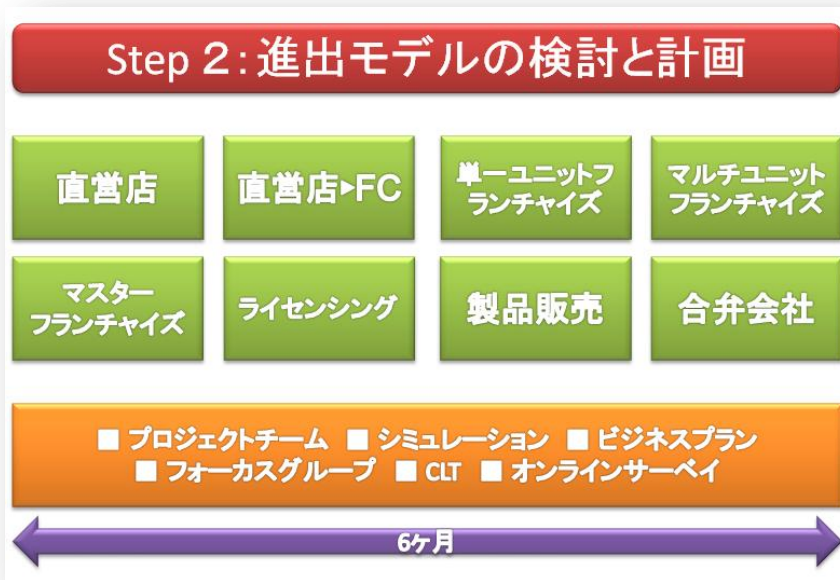 Step 2:進出モデルの検討と計画
直営店
直営店▶FC
単一ユニットフ
ランチャイズ
マルチユニット
フランチャイズ
マスター
フランチャイズ
ライセンシング
製品販売
合弁会社
■ プロジェクトチーム ■ シミュレーション ■ ビジネスプラン
■ フォーカスグループ ■ CLT ■ オンラインサーベイ
6ケ月